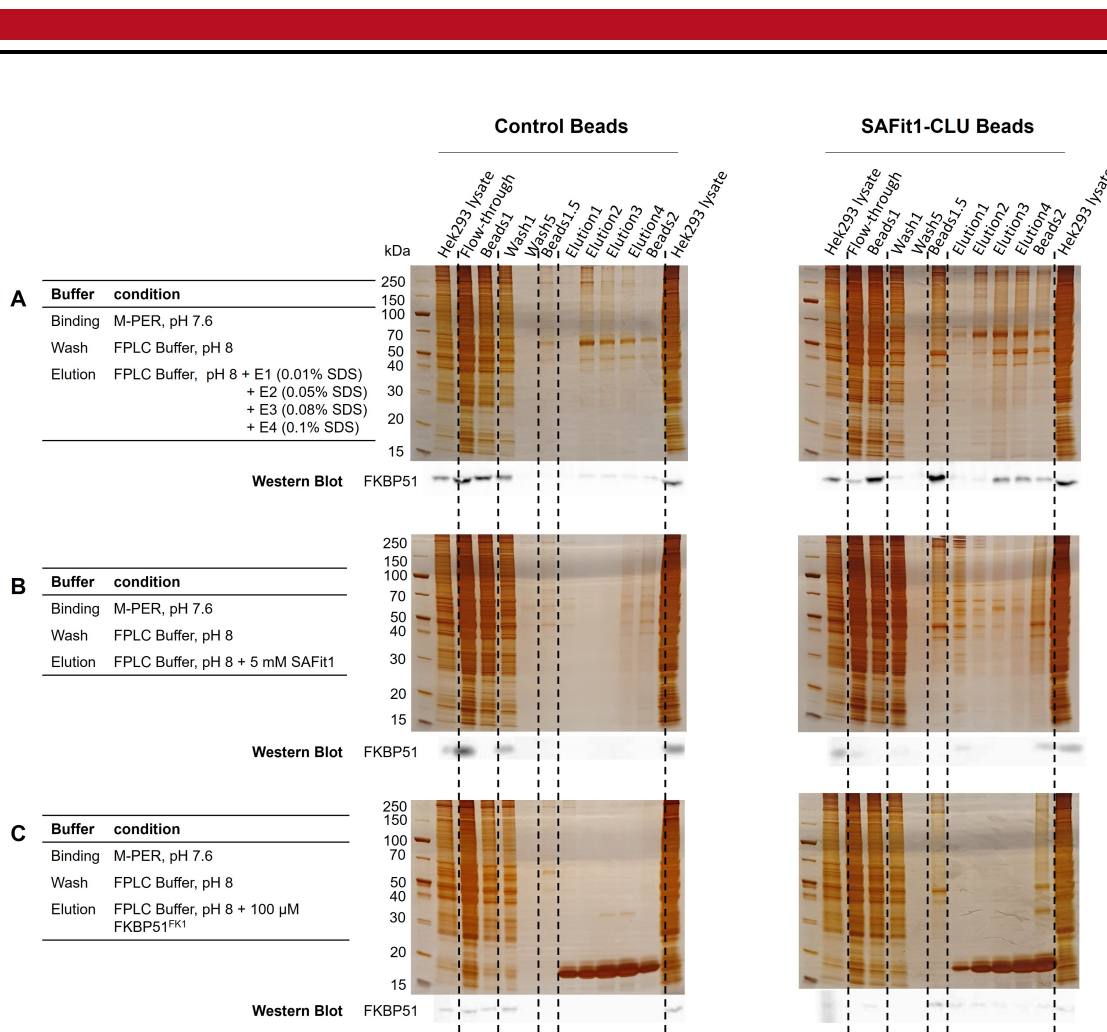 Control Beads
SAFit1-CLU Beads
Hek293 lysate
Flow-through
Beads1
Wash1
Wash5
Beads1.5
Elution1
Elution2
Elution3
Elution4
Beads2
Hek293 lysate
Hek293 lysate
Flow-through
Beads1
Wash1
Wash5
Beads1.5
Elution1
Elution2
Elution3
Elution4
Beads2
Hek293 lysate
kDa
A
Buffer condition
Binding M-PER, pH 7.6
Wash FPLC Buffer, pH 8
Elution FPLC Buffer, pH 8 + E1 (0.01% SDS)
+ E2 (0.05% SDS)
+ E3 (0.08% SDS)
+ E4 (0.1% SDS)
250
150
100
70
50
40
30
20
15
Western Blot FKBP51
B
Buffer condition
Binding M-PER, pH 7.6
Wash FPLC Buffer, pH 8
Elution FPLC Buffer, pH 8 + 5 mM SAFit1
250
150
100
70
50
40
30
20
15
Western Blot FKBP51
C
Buffer condition
Binding M-PER, pH 7.6
Wash FPLC Buffer, pH 8
Elution FPLC Buffer, pH 8 + 100 µM
FKBP51ᶠᴷ¹
250
150
100
70
50
40
30
20
15
Western Blot FKBP51